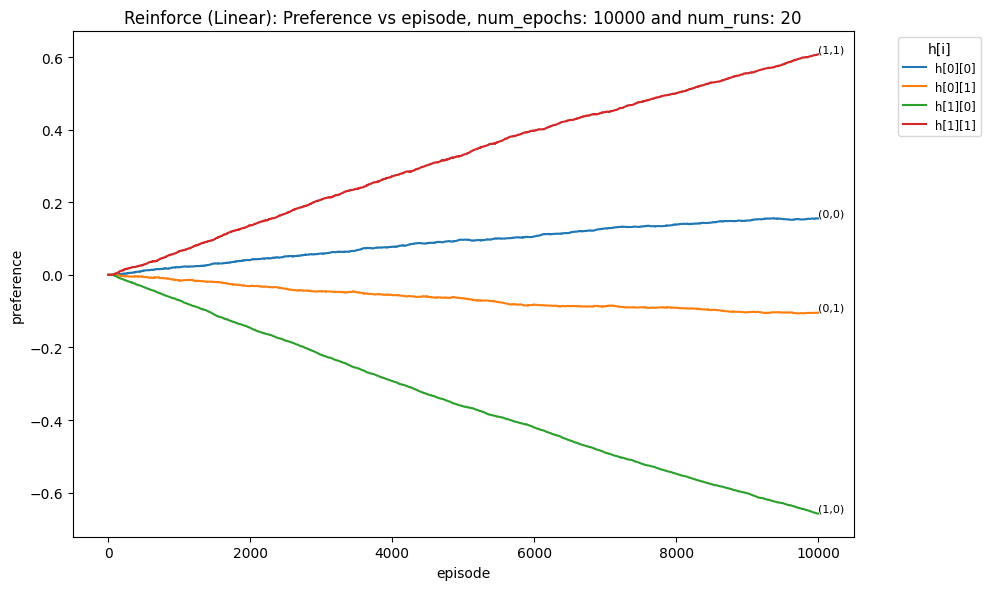 Reinforce (Linear): Preference vs episode, num_epochs: 10000 and num_runs: 20
h[i]
h[0][0]
h[0][1]
h[1][0]
h[1][1]
(1,1)
(0,0)
(0,1)
(1,0)
preference
0.6
0.4
0.2
0.0
−0.2
−0.4
−0.6
0
2000
4000
6000
8000
10000
episode